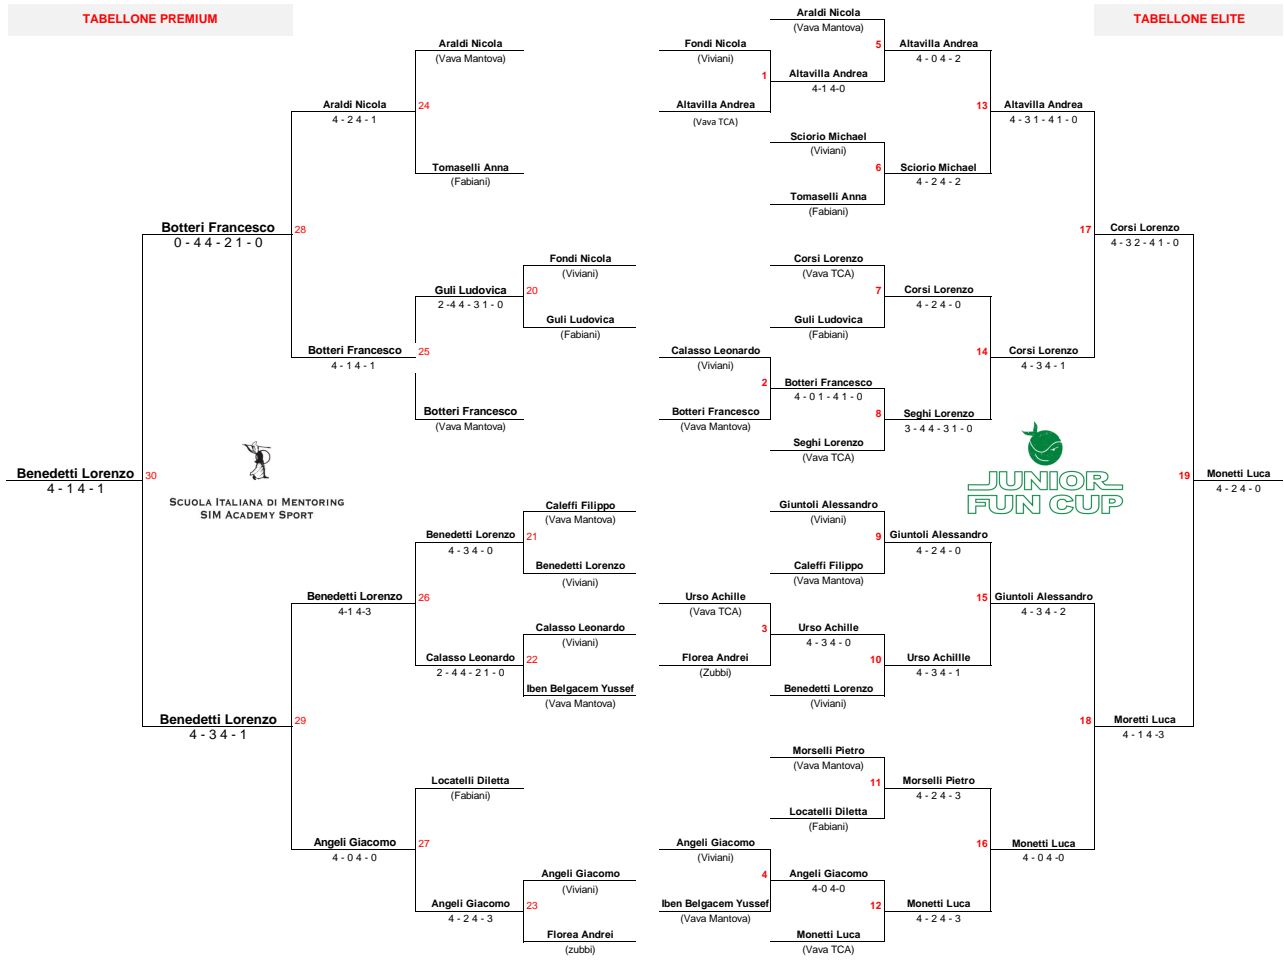 TABELLONE PREMIUM
TABELLONE ELITE
Araldi Nicola
(Vava Mantova)
24
Araldi Nicola
4 - 2 4 - 1
Tomaselli Anna
(Fabiani)
Botteri Francesco
0 - 4 4 - 2 1 - 0
28
Fondi Nicola
(Viviani)
Guli Ludovica
2 -4 4 - 3 1 - 0
20
Guli Ludovica
(Fabiani)
Botteri Francesco
4 - 1 4 - 1
25
Botteri Francesco
(Vava Mantova)
Benedetti Lorenzo
4 - 1 4 - 1
30
SCUOLA ITALIANA DI MENTORING
SIM ACADEMY SPORT
Caleffi Filippo
(Vava Mantova)
Benedetti Lorenzo
4 - 3 4 - 0
21
Benedetti Lorenzo
(Viviani)
Benedetti Lorenzo
4-1 4-3
26
Calasso Leonardo
(Viviani)
Calasso Leonardo
2 - 4 4 - 2 1 - 0
22
Iben Belgacem Yussef
(Vava Mantova)
Benedetti Lorenzo
4 - 3 4 - 1
29
Locatelli Diletta
(Fabiani)
Angeli Giacomo
4 - 0 4 - 0
27
Angeli Giacomo
(Viviani)
Angeli Giacomo
4 - 2 4 - 3
23
Florea Andrei
(zubbi)
Araldi Nicola
(Vava Mantova)
5
Fondi Nicola
(Viviani)
1
Altavilla Andrea
4-1 4-0
Altavilla Andrea
(Vava TCA)
Altavilla Andrea
4 - 0 4 - 2
13
Altavilla Andrea
4 - 3 1 - 4 1 - 0
Sciorio Michael
(Viviani)
6
Sciorio Michael
4 - 2 4 - 2
Tomaselli Anna
(Fabiani)
17
Corsi Lorenzo
4 - 3 2 - 4 1 - 0
Corsi Lorenzo
(Vava TCA)
7
Corsi Lorenzo
4 - 2 4 - 0
Guli Ludovica
(Fabiani)
14
Corsi Lorenzo
4 - 3 4 - 1
Calasso Leonardo
(Viviani)
2
Botteri Francesco
4 - 0 1 - 4 1 - 0
Botteri Francesco
(Vava Mantova)
8
Seghi Lorenzo
3 - 4 4 - 3 1 - 0
Seghi Lorenzo
(Vava TCA)
JUNIOR
FUN CUP
19
Monetti Luca
4 - 2 4 - 0
Giuntoli Alessandro
(Viviani)
9
Giuntoli Alessandro
4 - 2 4 - 0
Caleffi Filippo
(Vava Mantova)
15
Giuntoli Alessandro
4 - 3 4 - 2
Urso Achille
(Vava TCA)
3
Urso Achille
4 - 3 4 - 0
Florea Andrei
(Zubbi)
10
Urso Achillle
4 - 3 4 - 1
Benedetti Lorenzo
(Viviani)
18
Moretti Luca
4 - 1 4 -3
Morselli Pietro
(Vava Mantova)
11
Morselli Pietro
4 - 2 4 - 3
Locatelli Diletta
(Fabiani)
16
Monetti Luca
4 - 0 4 -0
Angeli Giacomo
(Viviani)
4
Angeli Giacomo
4-0 4-0
Iben Belgacem Yussef
(Vava Mantova)
12
Monetti Luca
4 - 2 4 - 3
Monetti Luca
(Vava TCA)